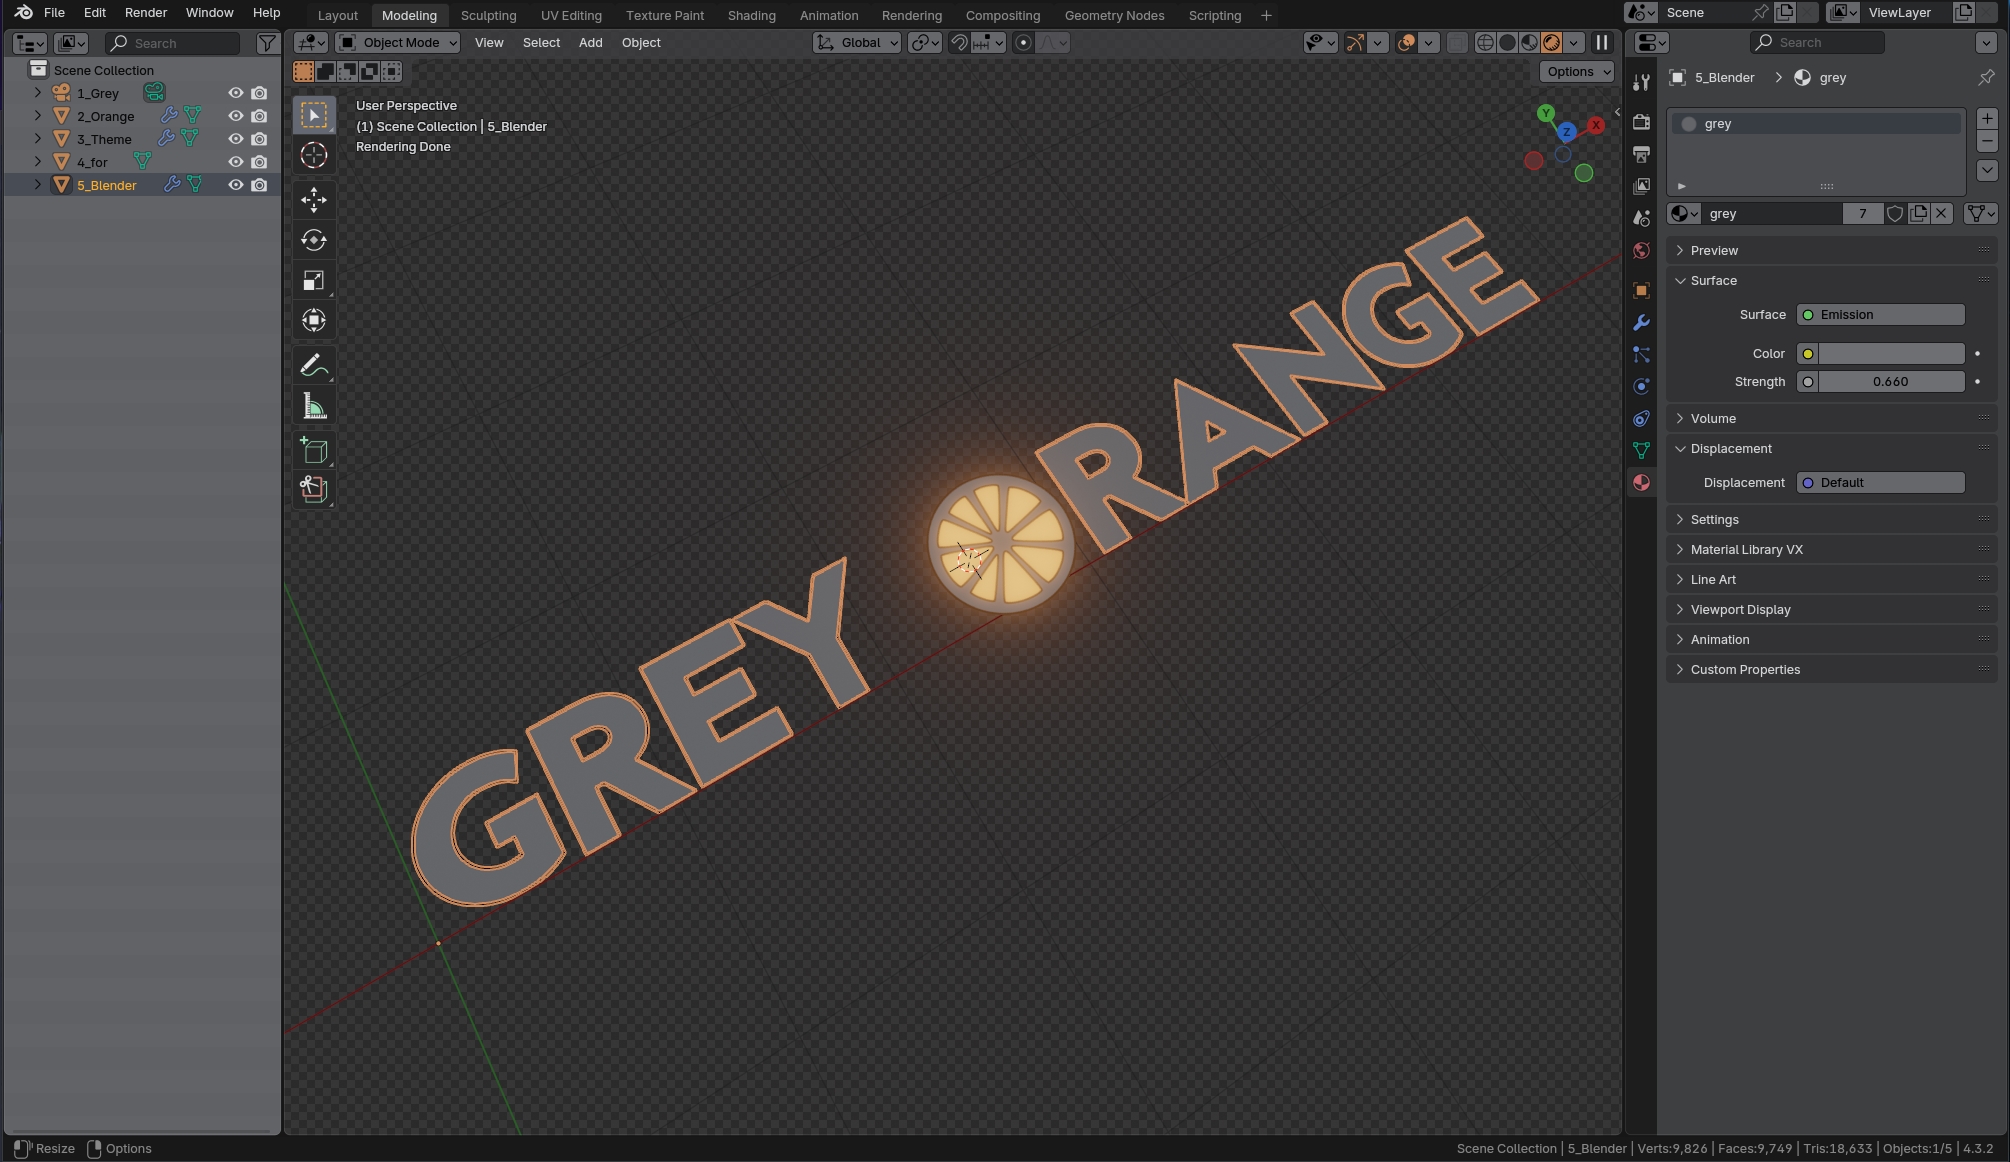 File Edit Render Window Help
Layout Modeling Sculpting UV Editing Texture Paint Shading Animation Rendering Compositing Geometry Nodes Scripting +
Scene
ViewLayer
Search
Object Mode View Select Add Object
Global
Search
Options
Scene Collection
1_Grey
2_Orange
3_Theme
4_for
5_Blender
User Perspective
(1) Scene Collection | 5_Blender
Rendering Done
Y
Z
X
GREY
RANGE
5_Blender > grey
grey
grey 7
Preview
Surface
Surface Emission
Color
Strength 0.660
Volume
Displacement
Displacement Default
Settings
Material Library VX
Line Art
Viewport Display
Animation
Custom Properties
Resize Options
Scene Collection | 5_Blender | Verts:9,826 | Faces:9,749 | Tris:18,633 | Objects:1/5 | 4.3.2